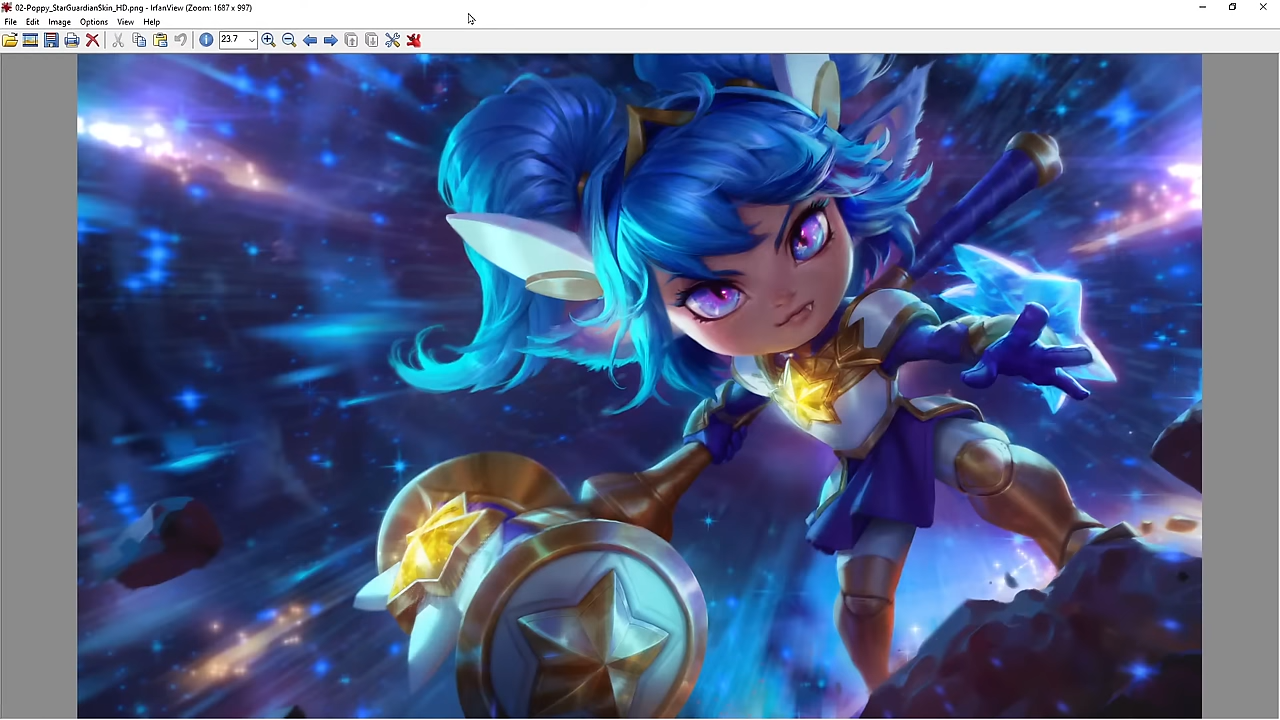 02-Poppy_StarGuardianSkin_HD.png - IrfanView (Zoom: 1687 x 997)
File Edit Image Options View Help
23.7